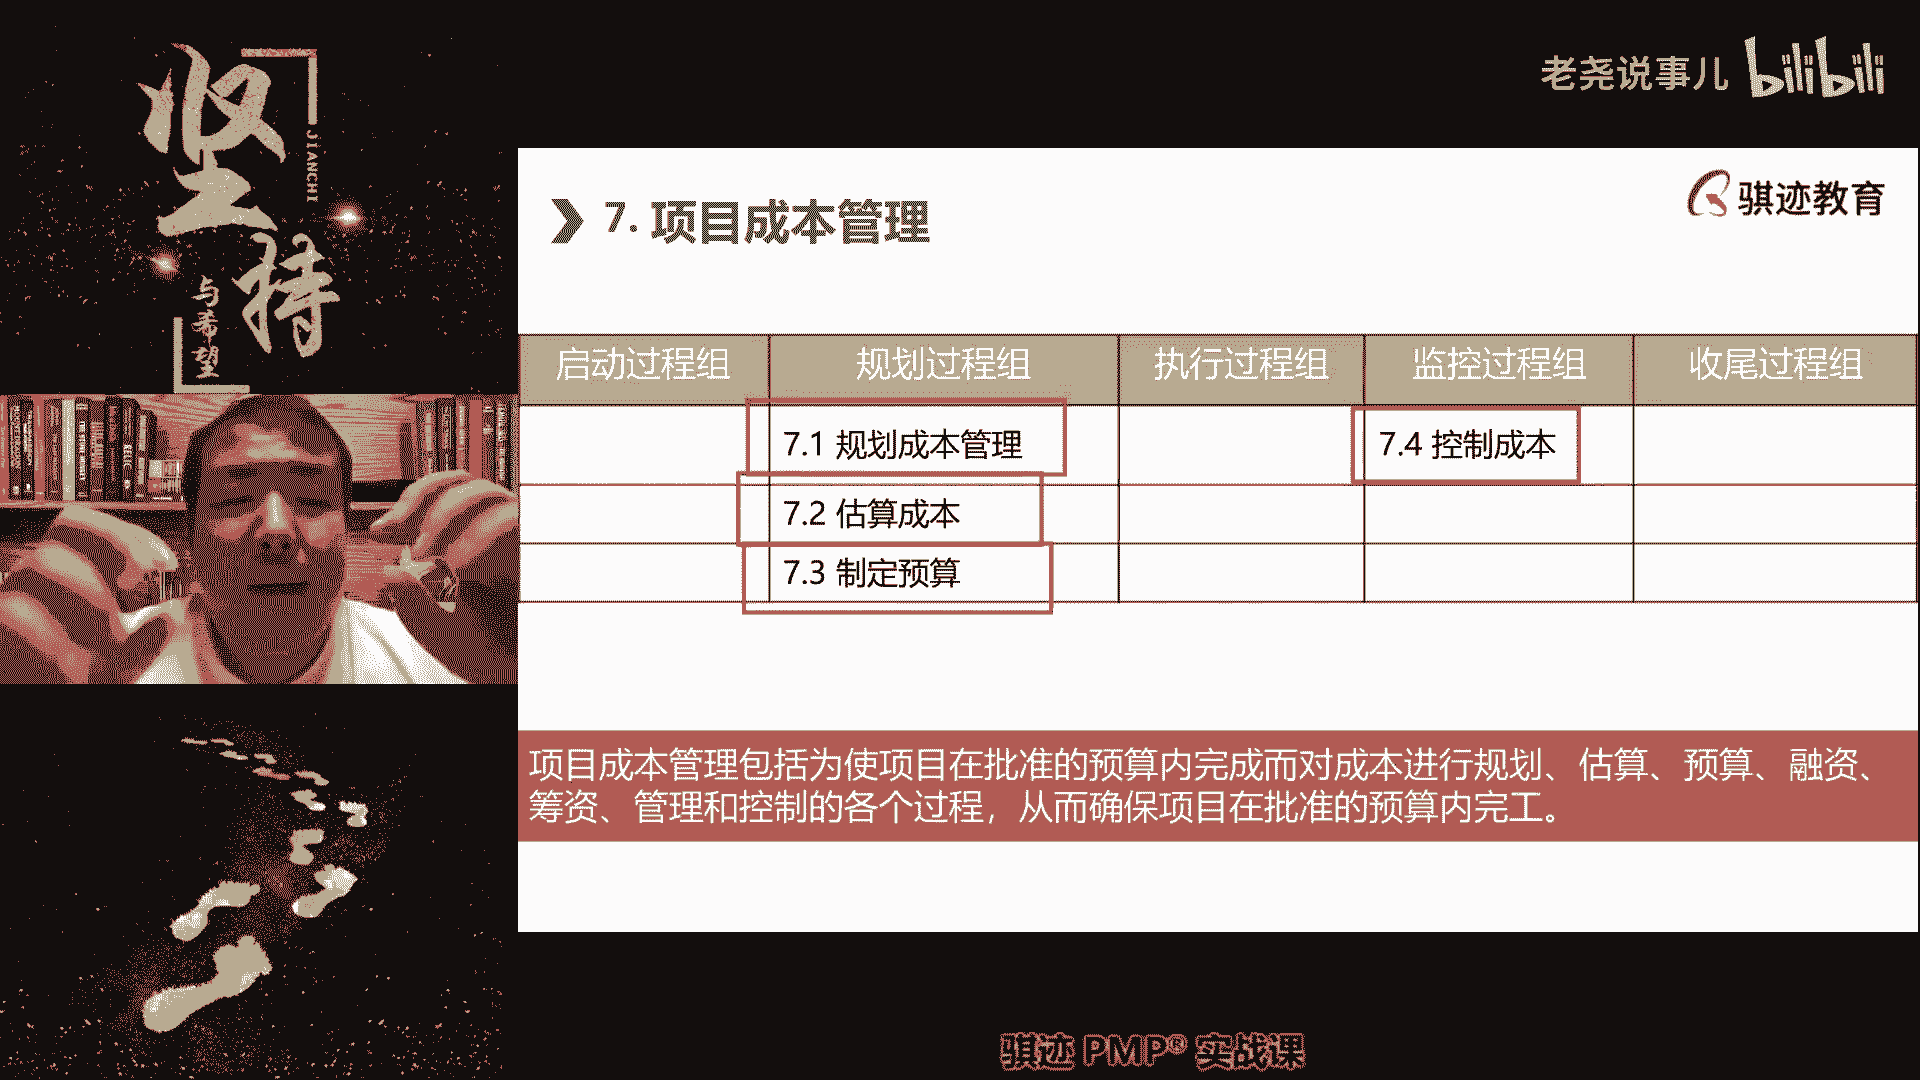 坚持
JIANCHI
与希望
老尧说事儿 bilibili
骐迹教育
7. 项目成本管理
启动过程组 规划过程组 执行过程组 监控过程组 收尾过程组
7.1 规划成本管理 7.4 控制成本
7.2 估算成本
7.3 制定预算
项目成本管理包括为使项目在批准的预算内完成而对成本进行规划、估算、预算、融资、
筹资、管理和控制的各个过程，从而确保项目在批准的预算内完工。
骐迹 PMP® 实战课